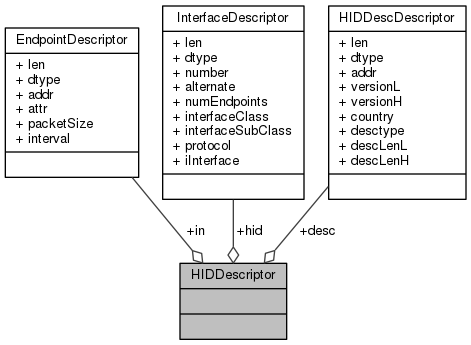 EndpointDescriptor
+ len
+ dtype
+ addr
+ attr
+ packetSize
+ interval
InterfaceDescriptor
+ len
+ dtype
+ number
+ alternate
+ numEndpoints
+ interfaceClass
+ interfaceSubClass
+ protocol
+ iInterface
HIDDescDescriptor
+ len
+ dtype
+ addr
+ versionL
+ versionH
+ country
+ desctype
+ descLenL
+ descLenH
+in
+hid
+desc
HIDDescriptor